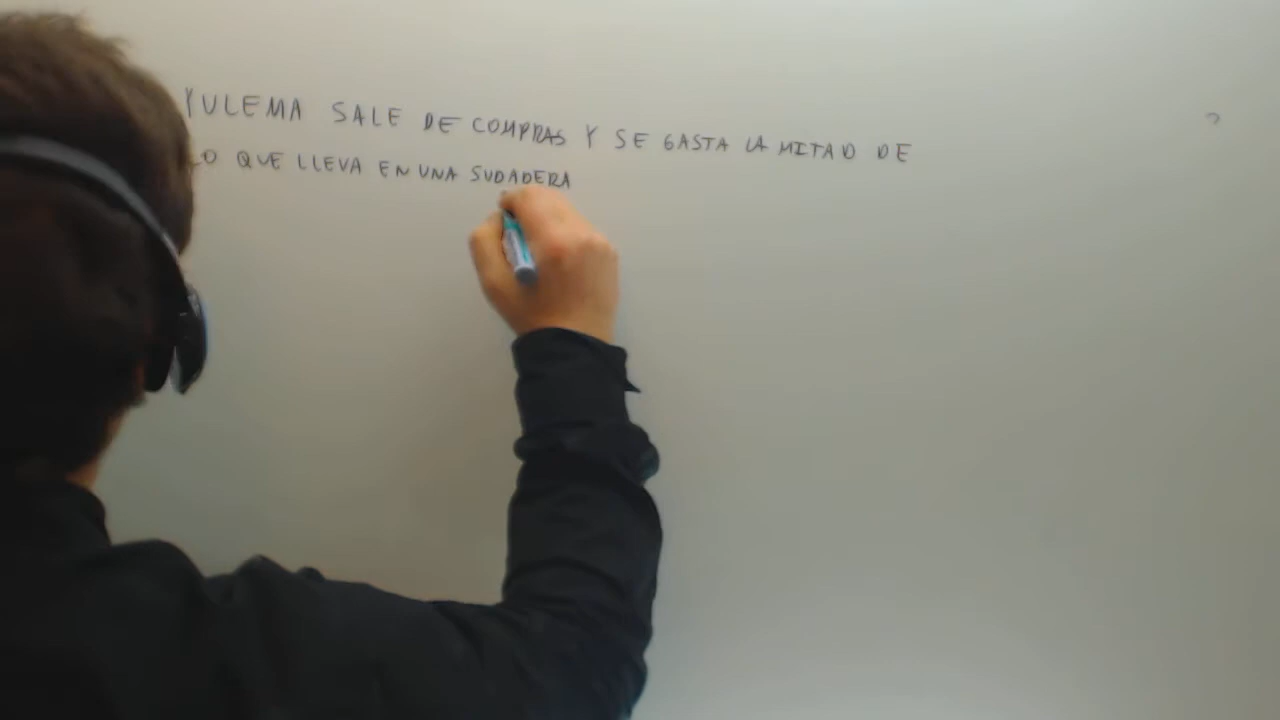 YULEMA SALE DE COMPRAS Y SE GASTA LA MITAD DE
LO QUE LLEVA EN UNA SUDADERA